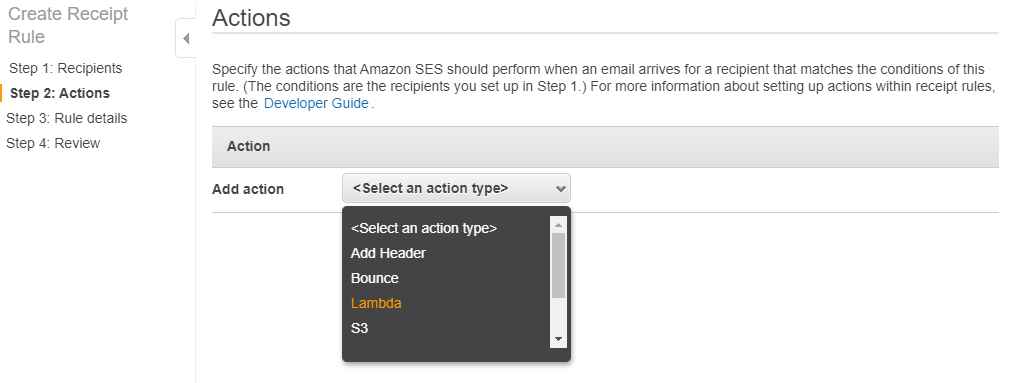 Create Receipt
Rule
Step 1: Recipients
Step 2: Actions
Step 3: Rule details
Step 4: Review
Actions
Specify the actions that Amazon SES should perform when an email arrives for a recipient that matches the conditions of this
rule. (The conditions are the recipients you set up in Step 1.) For more information about setting up actions within receipt rules,
see the Developer Guide .
Action
Add action
<Select an action type>
<Select an action type>
Add Header
Bounce
Lambda
S3